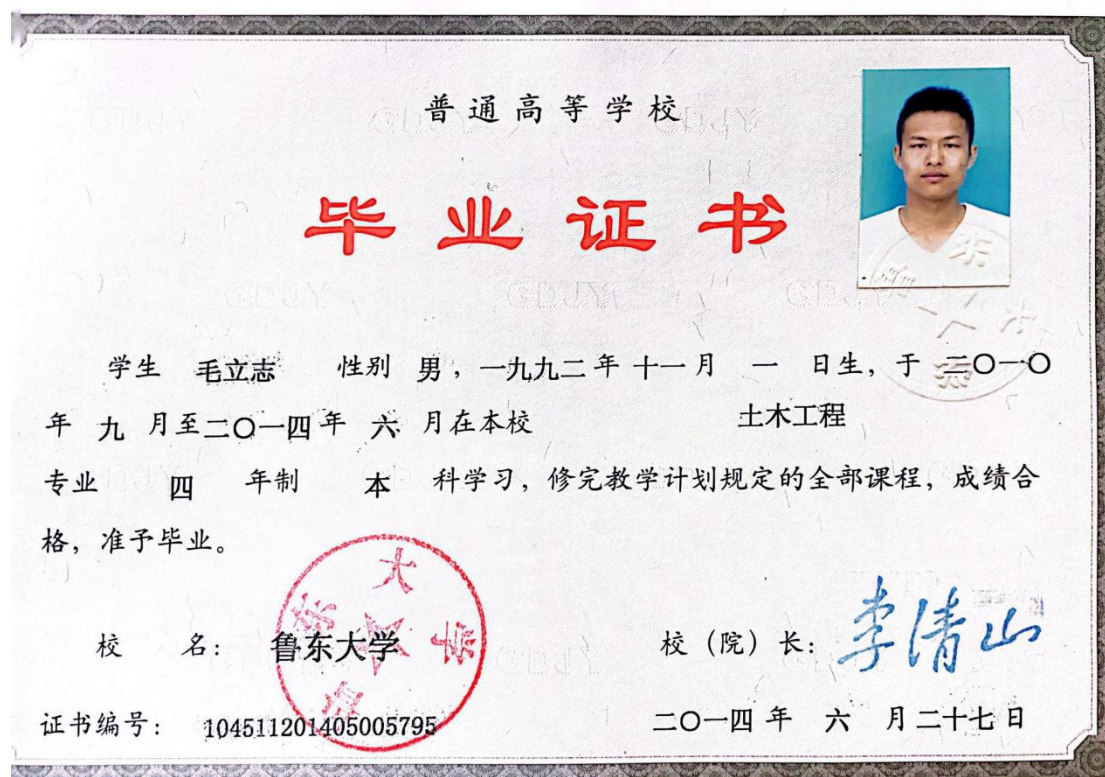 普通高等学校
毕业证书
学生 毛立志 性别 男，一九九二年 十一月 一 日生，于 二〇一〇
年 九 月至二〇一四年 六 月在本校 土木工程
专业 四 年制 本 科学习，修完教学计划规定的全部课程，成绩合
格，准予毕业。
校 名： 鲁东大学 校（院）长：李清山
鲁东大学
证书编号： 104511201405005795 二〇一四 年 六 月 二十七 日